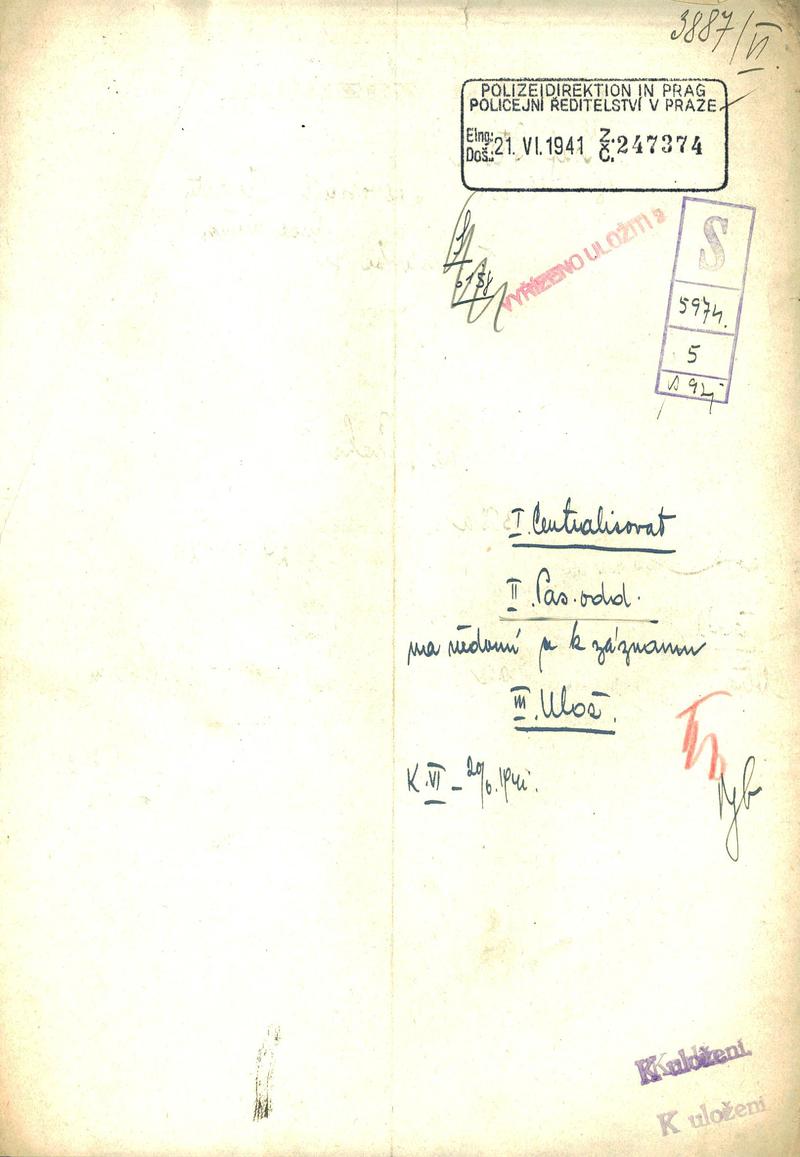 3887/VI
POLIZEIDIREKTION IN PRAG
POLICEJNÍ ŘEDITELSTVÍ V PRAZE
Eing:
Doš.: 21. VI. 1941 Z. Č. 247374
VYŘÍZENO ULOŽITI
S
5974.
5
I. Centralisovat
II. Pas. odd.
na vědomí a k záznamu
III. Ulož.
K. VI - 20/6. 1941.
K uložení.
K uložení